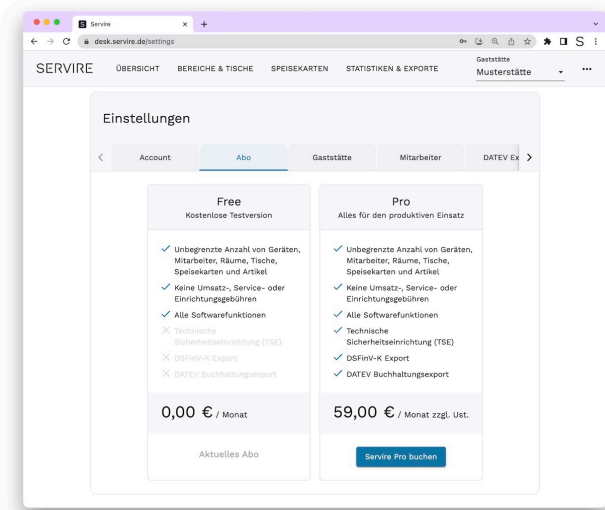 S Servire
desk.servire.de/settings
S
SERVIRE
ÜBERSICHT
BEREICHE & TISCHE
SPEISEKARTEN
STATISTIKEN & EXPORTE
Gaststätte
Musterstätte
Einstellungen
Account
Abo
Gaststätte
Mitarbeiter
DATEV Ex
Free
Kostenlose Testversion
Unbegrenzte Anzahl von Geräten,
Mitarbeiter, Räume, Tische,
Speisekarten und Artikel
Keine Umsatz-, Service- oder
Einrichtungsgebühren
Alle Softwarefunktionen
Technische
Sicherheitseinrichtung (TSE)
DSFinV-K Export
DATEV Buchhaltungsexport
0,00 € / Monat
Aktuelles Abo
Pro
Alles für den produktiven Einsatz
Unbegrenzte Anzahl von Geräten,
Mitarbeiter, Räume, Tische,
Speisekarten und Artikel
Keine Umsatz-, Service- oder
Einrichtungsgebühren
Alle Softwarefunktionen
Technische
Sicherheitseinrichtung (TSE)
DSFinV-K Export
DATEV Buchhaltungsexport
59,00 € / Monat zzgl. Ust.
Servire Pro buchen